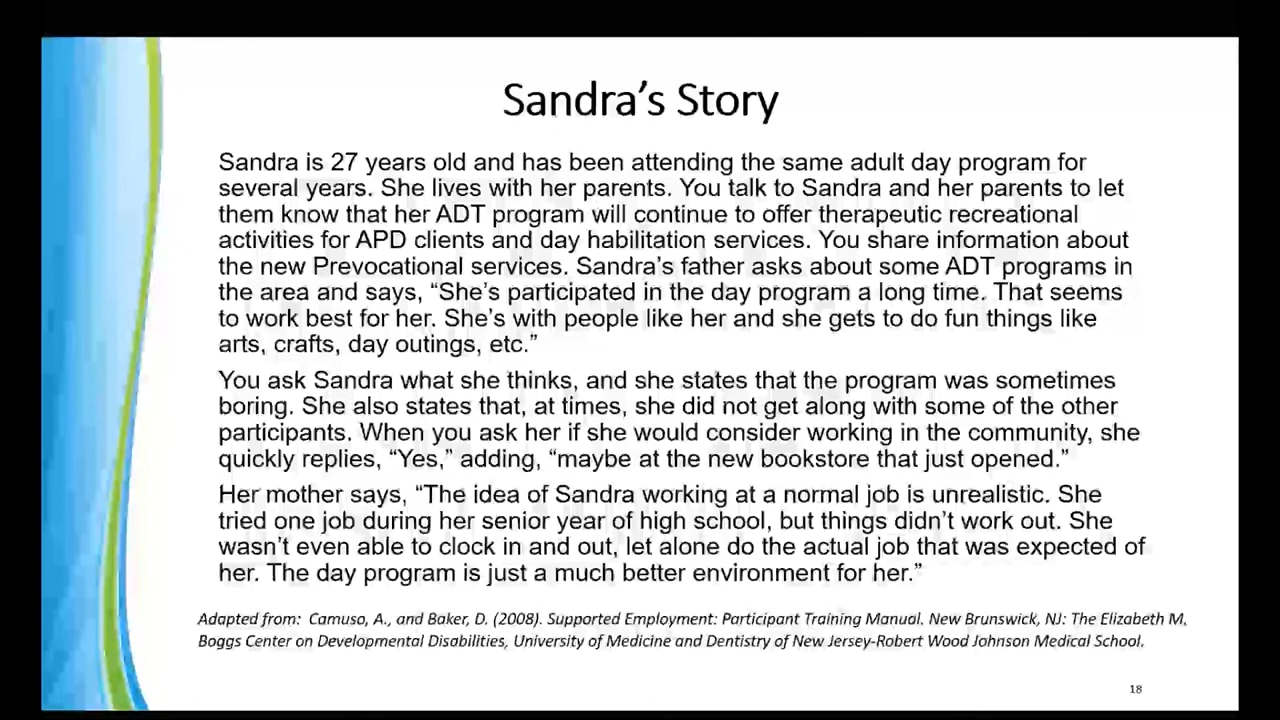 Sandra’s Story
Sandra is 27 years old and has been attending the same adult day program for
several years. She lives with her parents. You talk to Sandra and her parents to let
them know that her ADT program will continue to offer therapeutic recreational
activities for APD clients and day habilitation services. You share information about
the new Prevocational services. Sandra’s father asks about some ADT programs in
the area and says, “She’s participated in the day program a long time. That seems
to work best for her. She’s with people like her and she gets to do fun things like
arts, crafts, day outings, etc.”
You ask Sandra what she thinks, and she states that the program was sometimes
boring. She also states that, at times, she did not get along with some of the other
participants. When you ask her if she would consider working in the community, she
quickly replies, “Yes,” adding, “maybe at the new bookstore that just opened.”
Her mother says, “The idea of Sandra working at a normal job is unrealistic. She
tried one job during her senior year of high school, but things didn’t work out. She
wasn’t even able to clock in and out, let alone do the actual job that was expected of
her. The day program is just a much better environment for her.”
Adapted from: Camuso, A., and Baker, D. (2008). Supported Employment: Participant Training Manual. New Brunswick, NJ: The Elizabeth M.
Boggs Center on Developmental Disabilities, University of Medicine and Dentistry of New Jersey-Robert Wood Johnson Medical School.
18